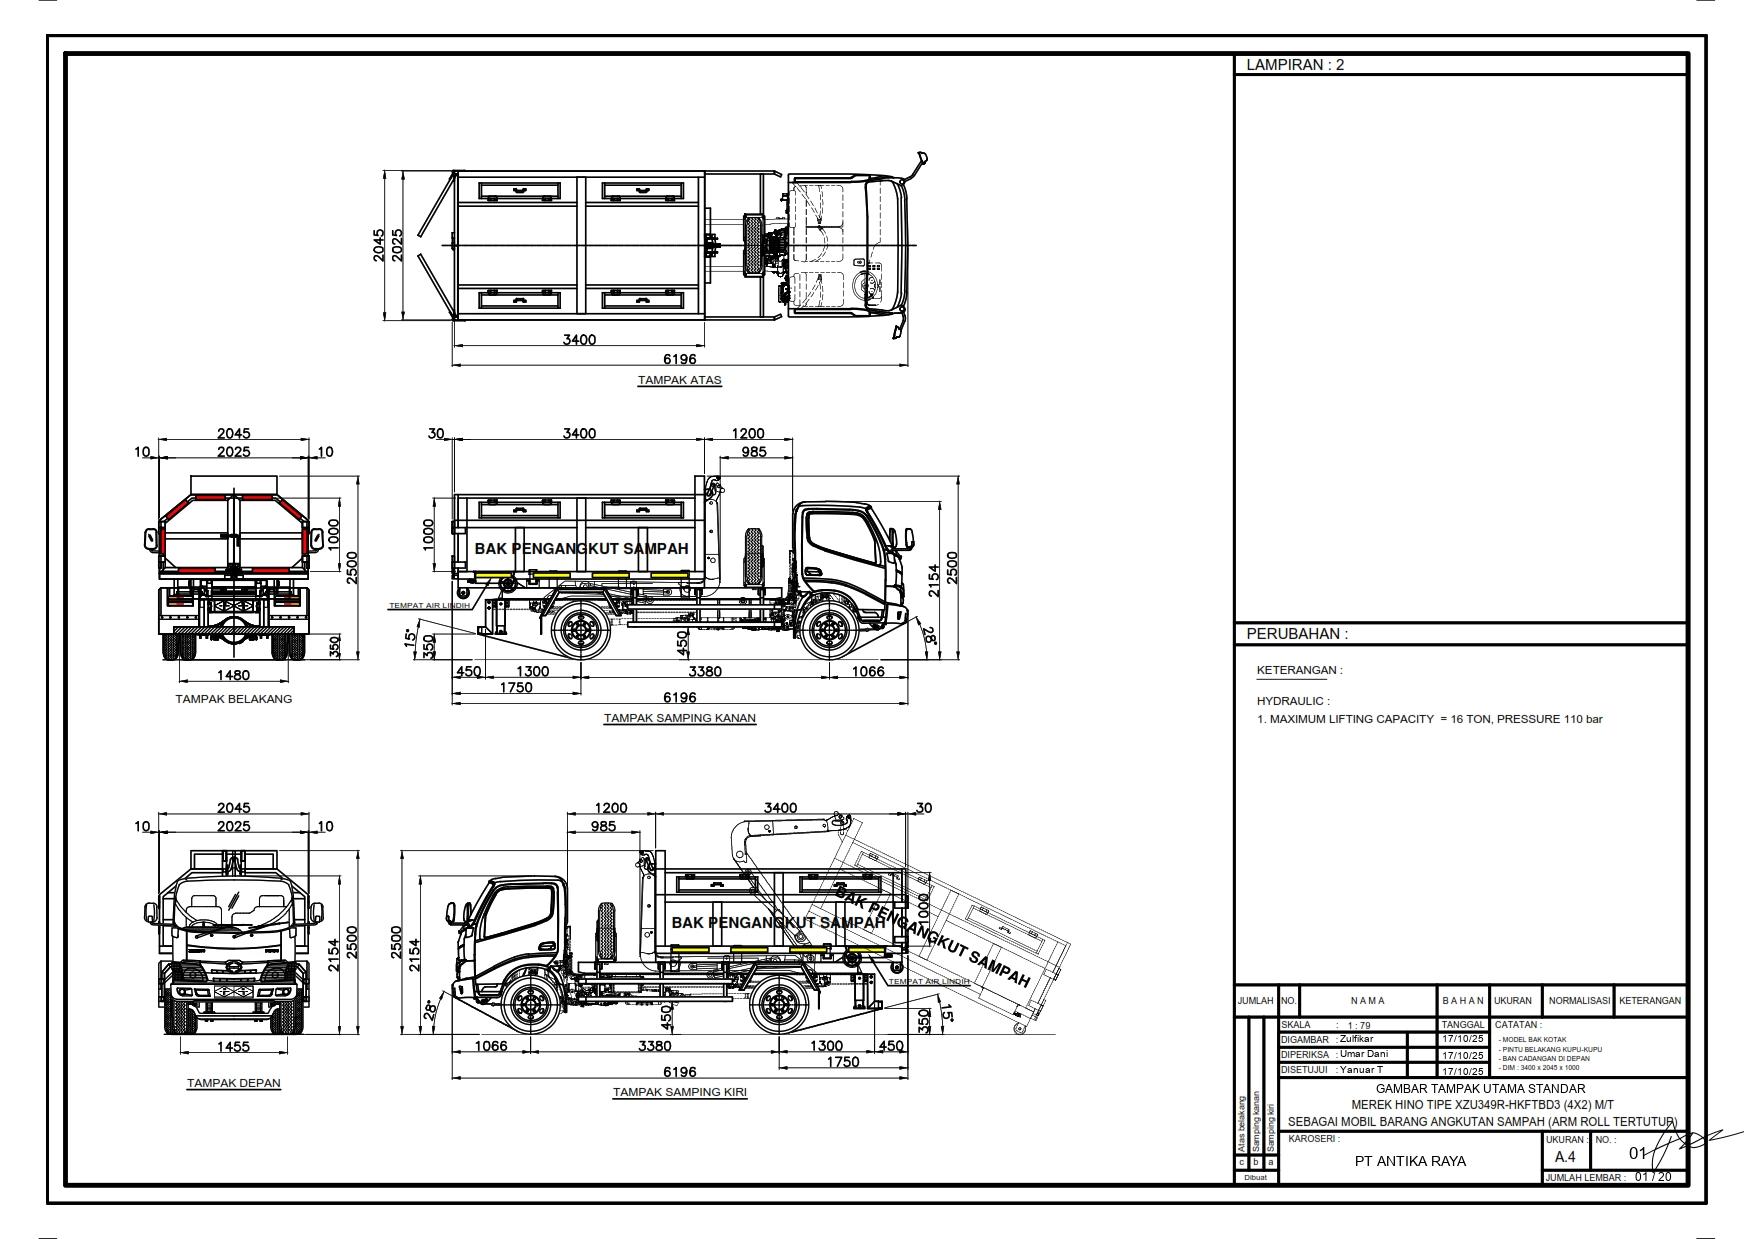 LAMPIRAN : 2
2045
2025
3400
6196
TAMPAK ATAS
2045
10
2025
10
1000
2500
350
1480
TAMPAK BELAKANG
30
3400
1200
985
1000
BAK PENGANGKUT SAMPAH
2154
2500
TEMPAT AIR LINDIH
15°
350
450
28°
450
1300
3380
1066
1750
6196
TAMPAK SAMPING KANAN
PERUBAHAN :
KETERANGAN :
HYDRAULIC :
1. MAXIMUM LIFTING CAPACITY = 16 TON, PRESSURE 110 bar
2045
10
2025
10
2154
2500
1455
TAMPAK DEPAN
1200
3400
30
985
2500
2154
BAK PENGANGKUT SAMPAH
BAK PENGANGKUT SAMPAH
1000
TEMPAT AIR LINDIH
28°
450
350
15°
1066
3380
1300
450
1750
6196
TAMPAK SAMPING KIRI
JUMLAH NO. N A M A B A H A N UKURAN NORMALISASI KETERANGAN
SKALA : 1 : 79 TANGGAL CATATAN :
DIGAMBAR : Zulfikar 17/10/25 - MODEL BAK KOTAK
DIPERIKSA : Umar Dani 17/10/25 - PINTU BELAKANG KUPU-KUPU
- BAN CADANGAN DI DEPAN
DISETUJUI : Yanuar T 17/10/25 - DIM : 3400 x 2045 x 1000
GAMBAR TAMPAK UTAMA STANDAR
MEREK HINO TIPE XZU349R-HKFTBD3 (4X2) M/T
SEBAGAI MOBIL BARANG ANGKUTAN SAMPAH (ARM ROLL TERTUTUP)
Atas belakang
Samping kanan
Samping kiri
c b a
Dibuat
KAROSERI :
PT ANTIKA RAYA
UKURAN : NO. :
A.4 01
JUMLAH LEMBAR : 01 / 20